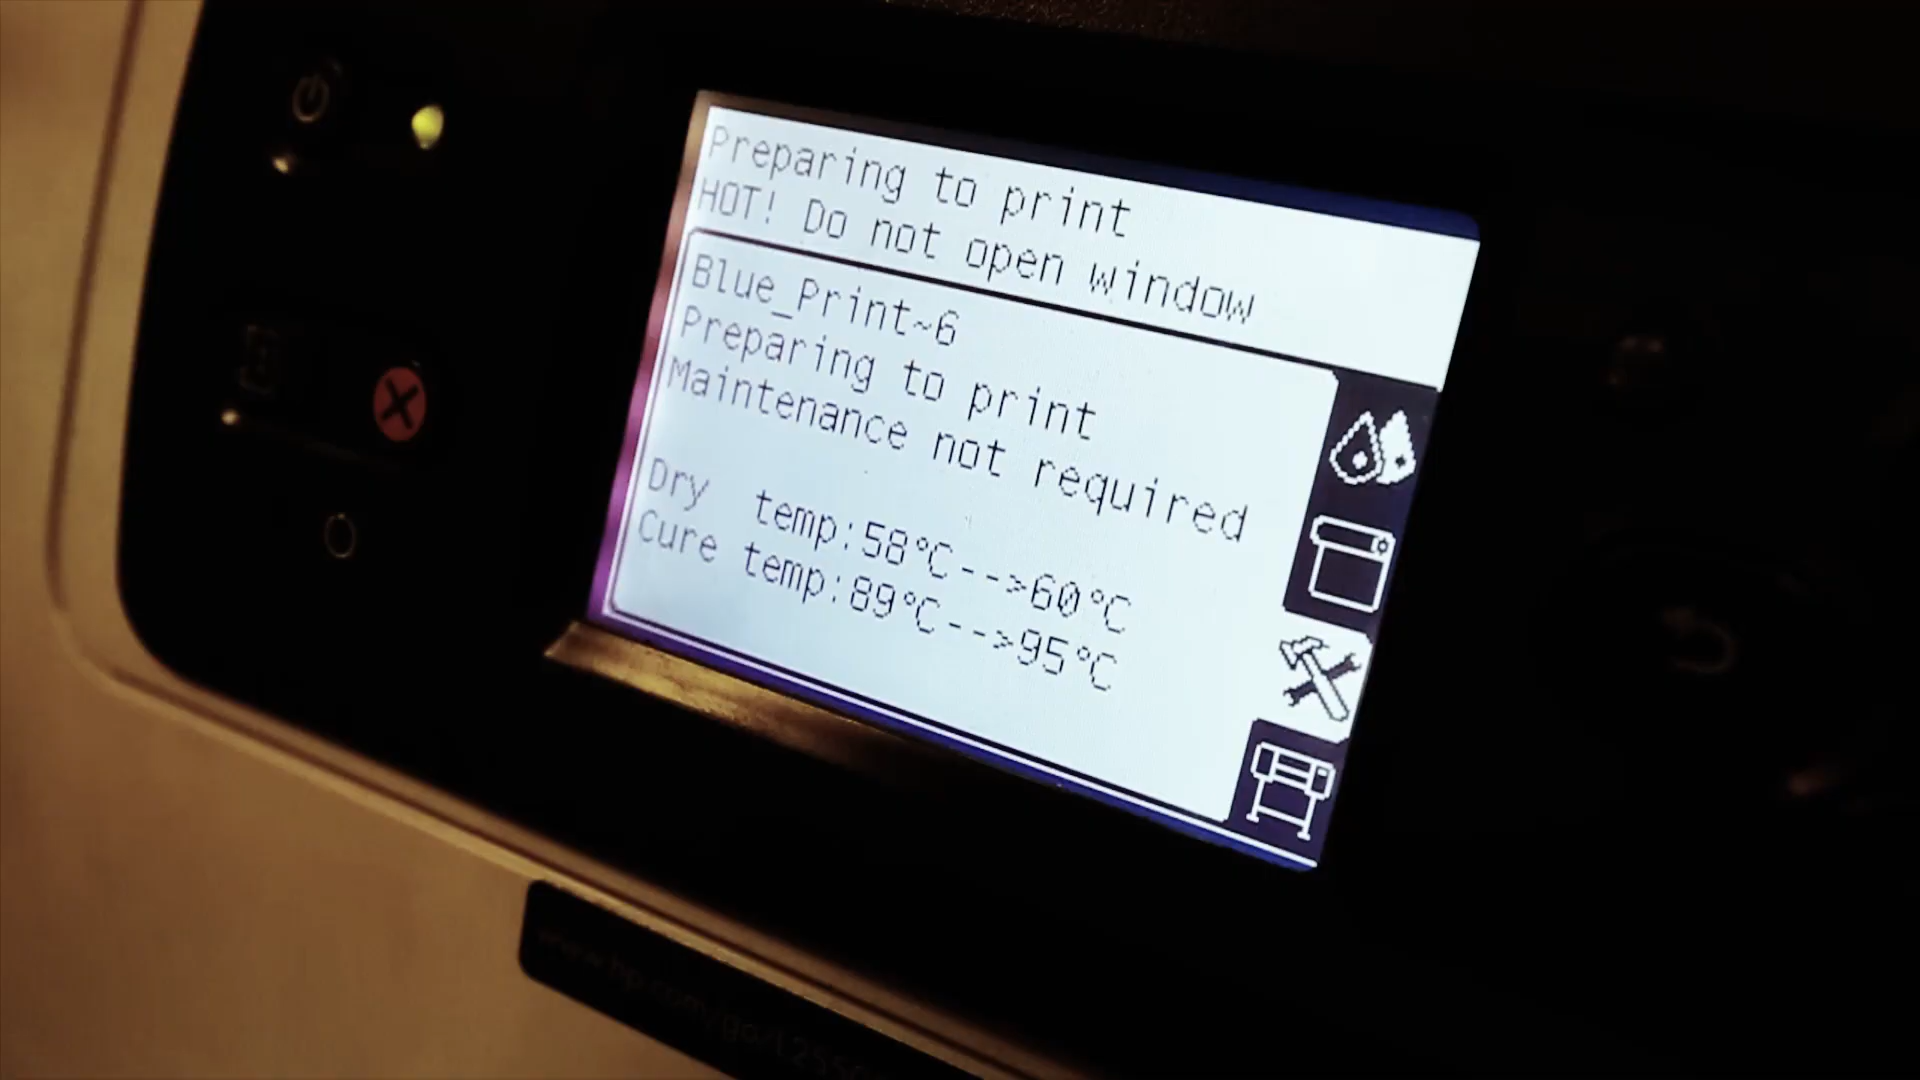 Preparing to print
HOT! Do not open window
Blue_Print~6
Preparing to print
Maintenance not required
Dry temp:58°C-->60°C
Cure temp:89°C-->95°C